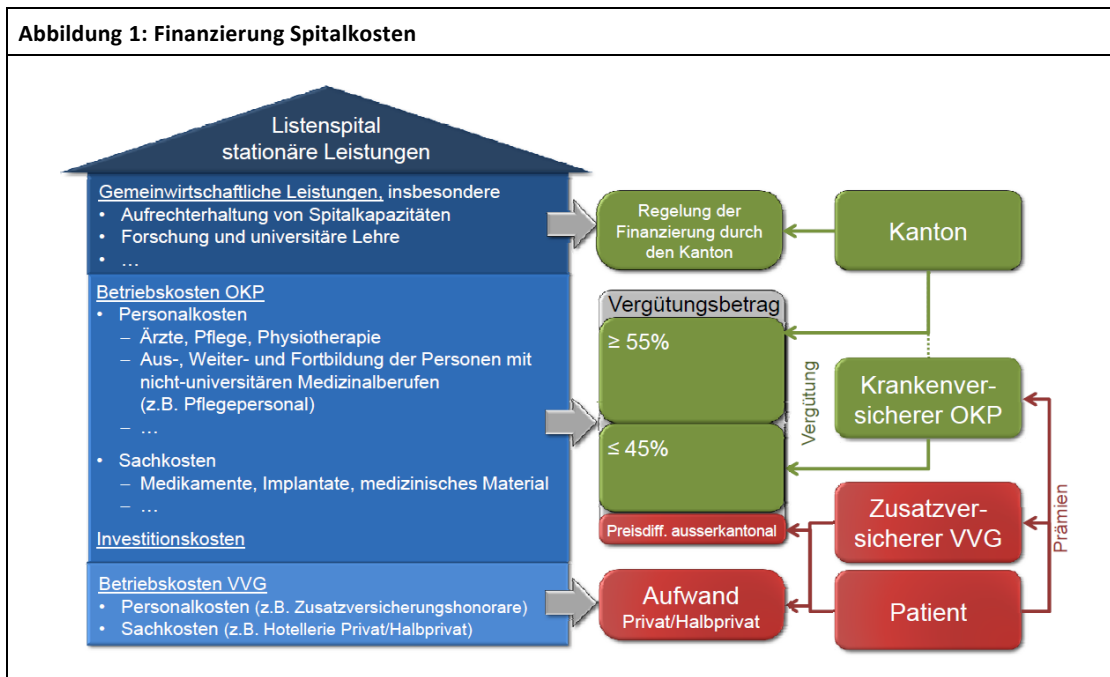 Abbildung 1: Finanzierung Spitalkosten
Listenspital
stationäre Leistungen
Gemeinwirtschaftliche Leistungen, insbesondere
• Aufrechterhaltung von Spitalkapazitäten
• Forschung und universitäre Lehre
• ...
Betriebskosten OKP
• Personalkosten
– Ärzte, Pflege, Physiotherapie
– Aus-, Weiter- und Fortbildung der Personen mit
nicht-universitären Medizinalberufen
(z.B. Pflegepersonal)
– ...
• Sachkosten
– Medikamente, Implantate, medizinisches Material
– ...
Investitionskosten
Betriebskosten VVG
• Personalkosten (z.B. Zusatzversicherungshonorare)
• Sachkosten (z.B. Hotellerie Privat/Halbprivat)
Regelung der
Finanzierung durch
den Kanton
Vergütungsbetrag
≥ 55%
≤ 45%
Preisdiff. ausserkantonal
Aufwand
Privat/Halbprivat
Vergütung
Kanton
Krankenver-
sicherer OKP
Zusatzver-
sicherer VVG
Patient
Prämien